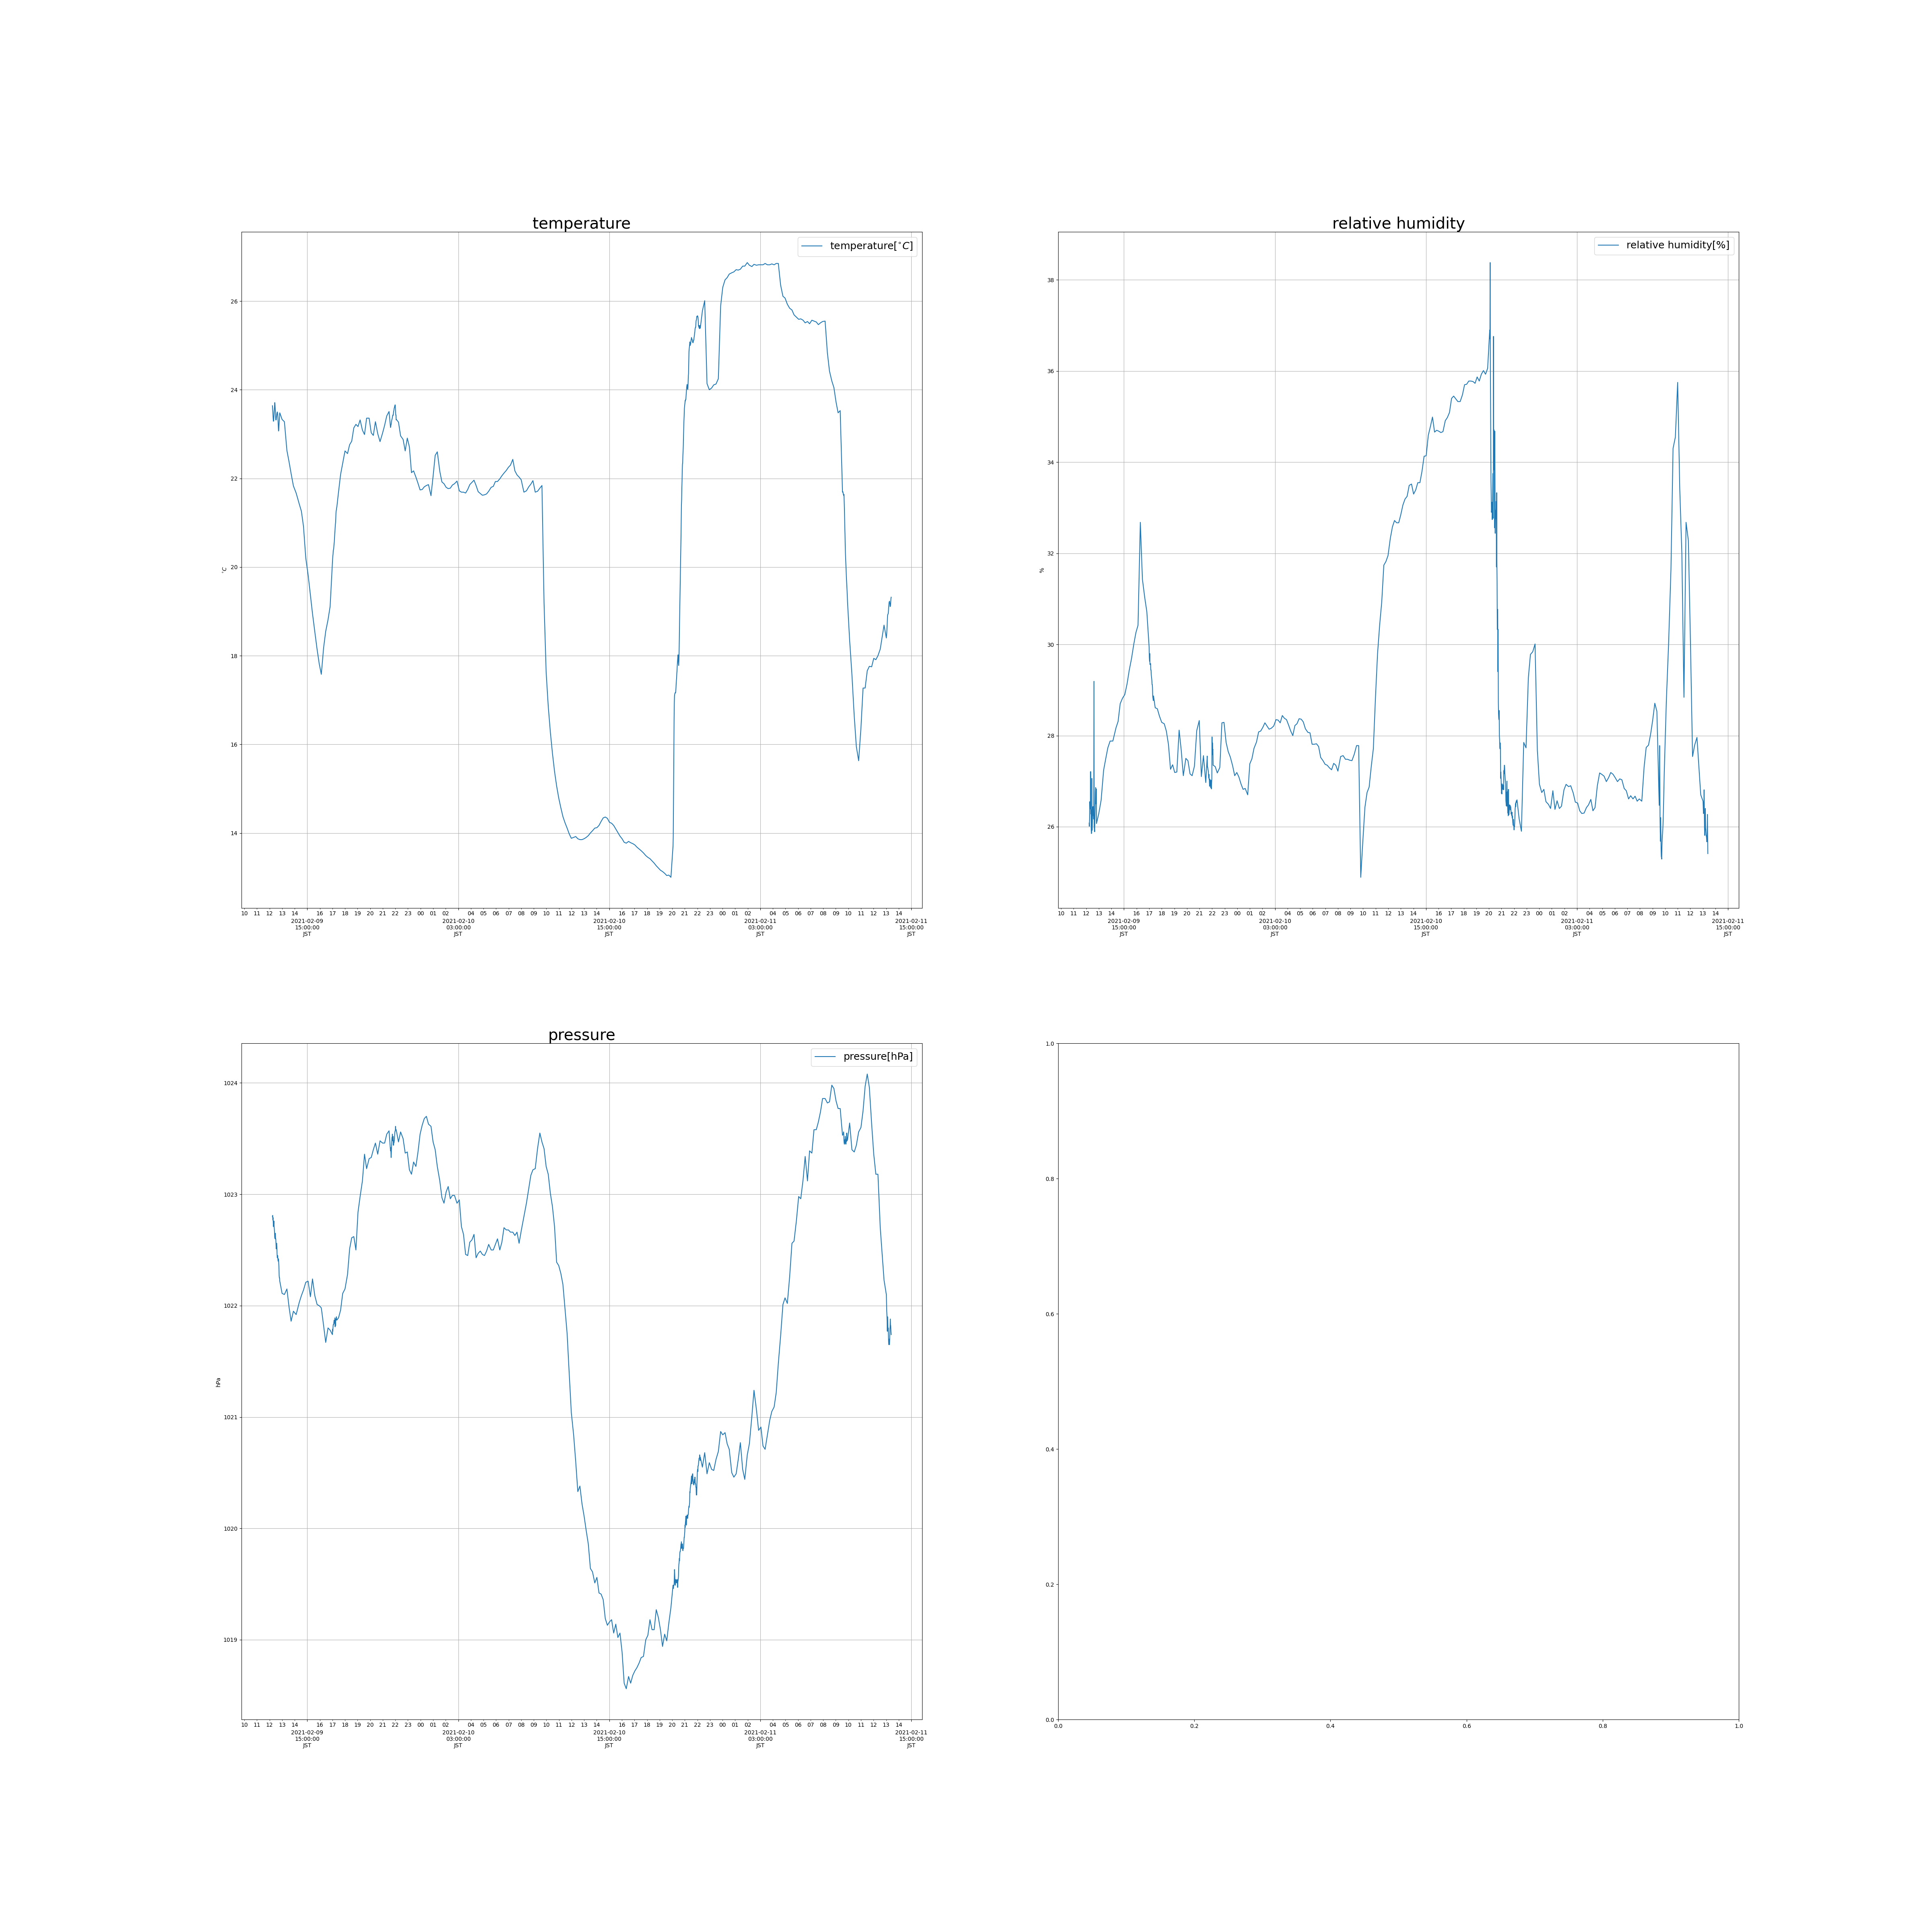 temperature
temperature[°C]
26
24
22
20
18
16
14
°C
10 11 12 13 14 16 17 18 19 20 21 22 23 00 01 02 04 05 06 07 08 09 10 11 12 13 14 16 17 18 19 20 21 22 23 00 01 02 04 05 06 07 08 09 10 11 12 13 14
2021-02-09 2021-02-10 2021-02-10 2021-02-11 2021-02-11
15:00:00 03:00:00 15:00:00 03:00:00 15:00:00
JST JST JST JST JST
relative humidity
relative humidity[%]
38
36
34
32
30
28
26
%
10 11 12 13 14 16 17 18 19 20 21 22 23 00 01 02 04 05 06 07 08 09 10 11 12 13 14 16 17 18 19 20 21 22 23 00 01 02 04 05 06 07 08 09 10 11 12 13 14
2021-02-09 2021-02-10 2021-02-10 2021-02-11 2021-02-11
15:00:00 03:00:00 15:00:00 03:00:00 15:00:00
JST JST JST JST JST
pressure
pressure[hPa]
1024
1023
1022
1021
1020
1019
hPa
10 11 12 13 14 16 17 18 19 20 21 22 23 00 01 02 04 05 06 07 08 09 10 11 12 13 14 16 17 18 19 20 21 22 23 00 01 02 04 05 06 07 08 09 10 11 12 13 14
2021-02-09 2021-02-10 2021-02-10 2021-02-11 2021-02-11
15:00:00 03:00:00 15:00:00 03:00:00 15:00:00
JST JST JST JST JST
1.0
0.8
0.6
0.4
0.2
0.0
0.0 0.2 0.4 0.6 0.8 1.0